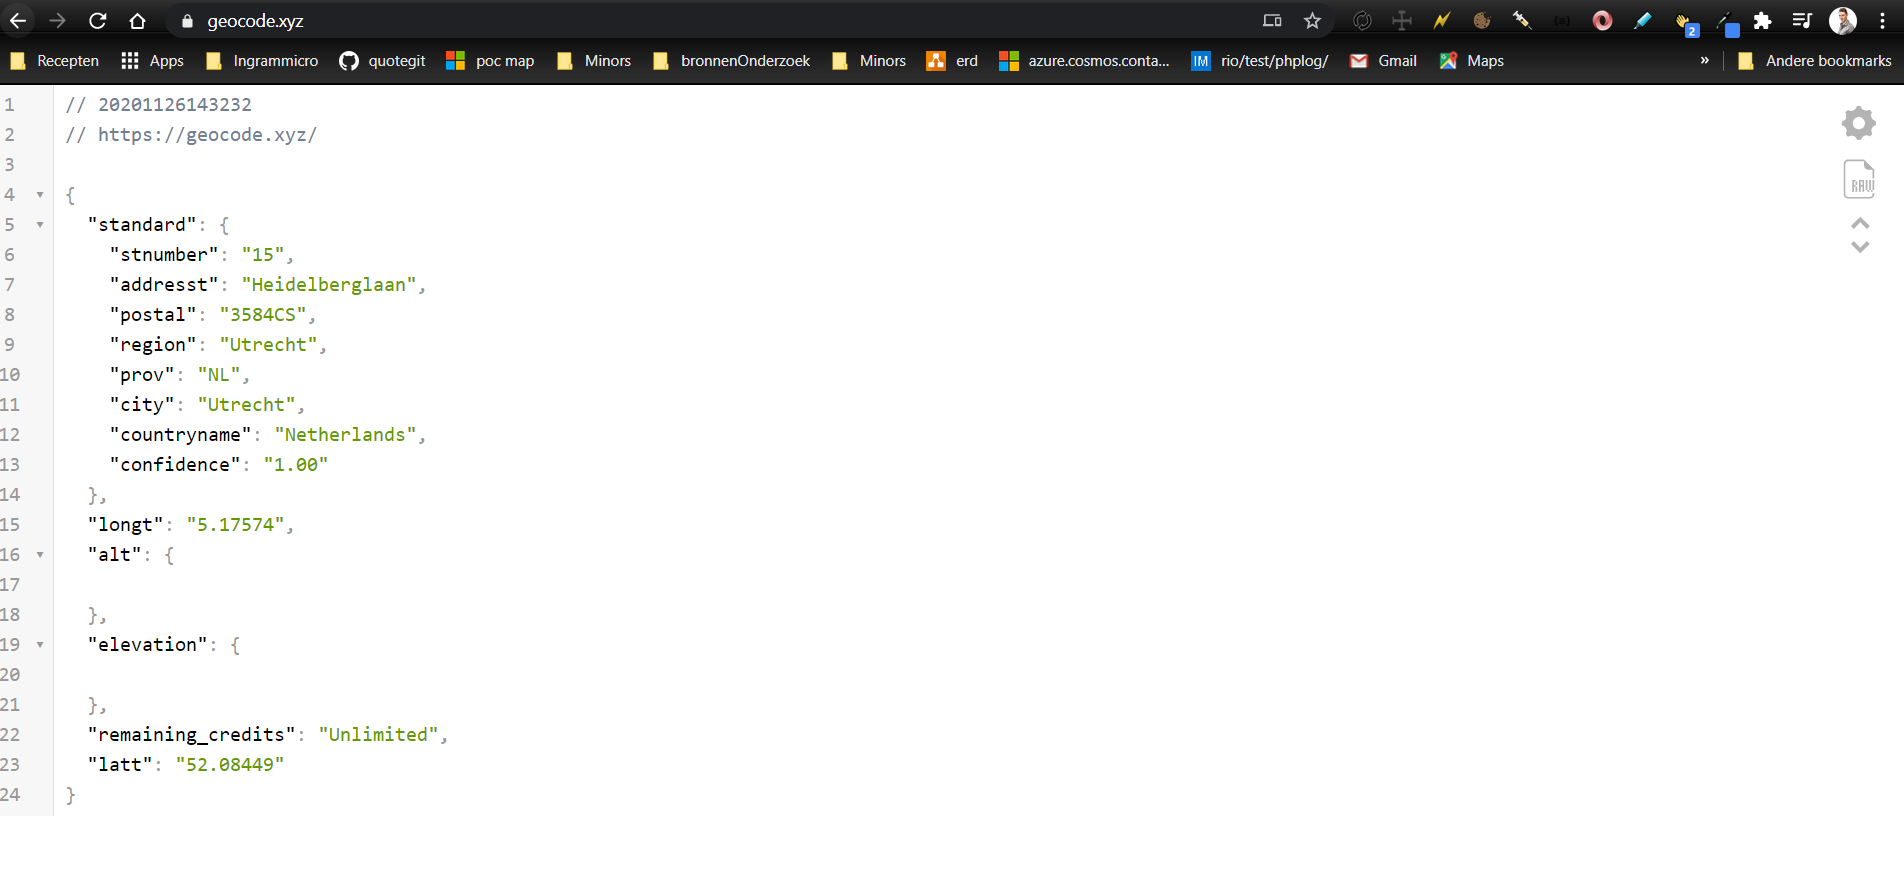 geocode.xyz
2
Recepten Apps Ingrammicro quotegit poc map Minors bronnenOnderzoek Minors erd azure.cosmos.conta... IM rio/test/phplog/ Gmail Maps » Andere bookmarks
1 // 20201126143232
2 // https://geocode.xyz/
3
4 {
5 "standard": {
6 "stnumber": "15",
7 "addresst": "Heidelberglaan",
8 "postal": "3584CS",
9 "region": "Utrecht",
10 "prov": "NL",
11 "city": "Utrecht",
12 "countryname": "Netherlands",
13 "confidence": "1.00"
14 },
15 "longt": "5.17574",
16 "alt": {
17
18 },
19 "elevation": {
20
21 },
22 "remaining_credits": "Unlimited",
23 "latt": "52.08449"
24 }
RAW